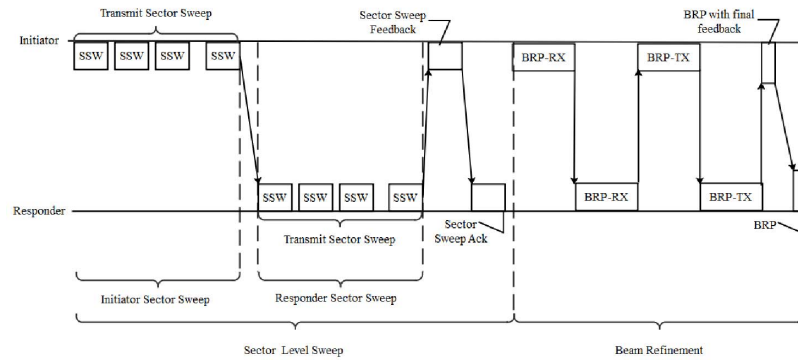 Transmit Sector Sweep
Sector Sweep
Feedback
BRP with final
feedback
Initiator
SSW SSW SSW SSW
BRP-RX
BRP-TX
SSW SSW SSW SSW
BRP-RX
BRP-TX
Responder
Transmit Sector Sweep
Sector
Sweep Ack
BRP
Initiator Sector Sweep
Responder Sector Sweep
Sector Level Sweep
Beam Refinement